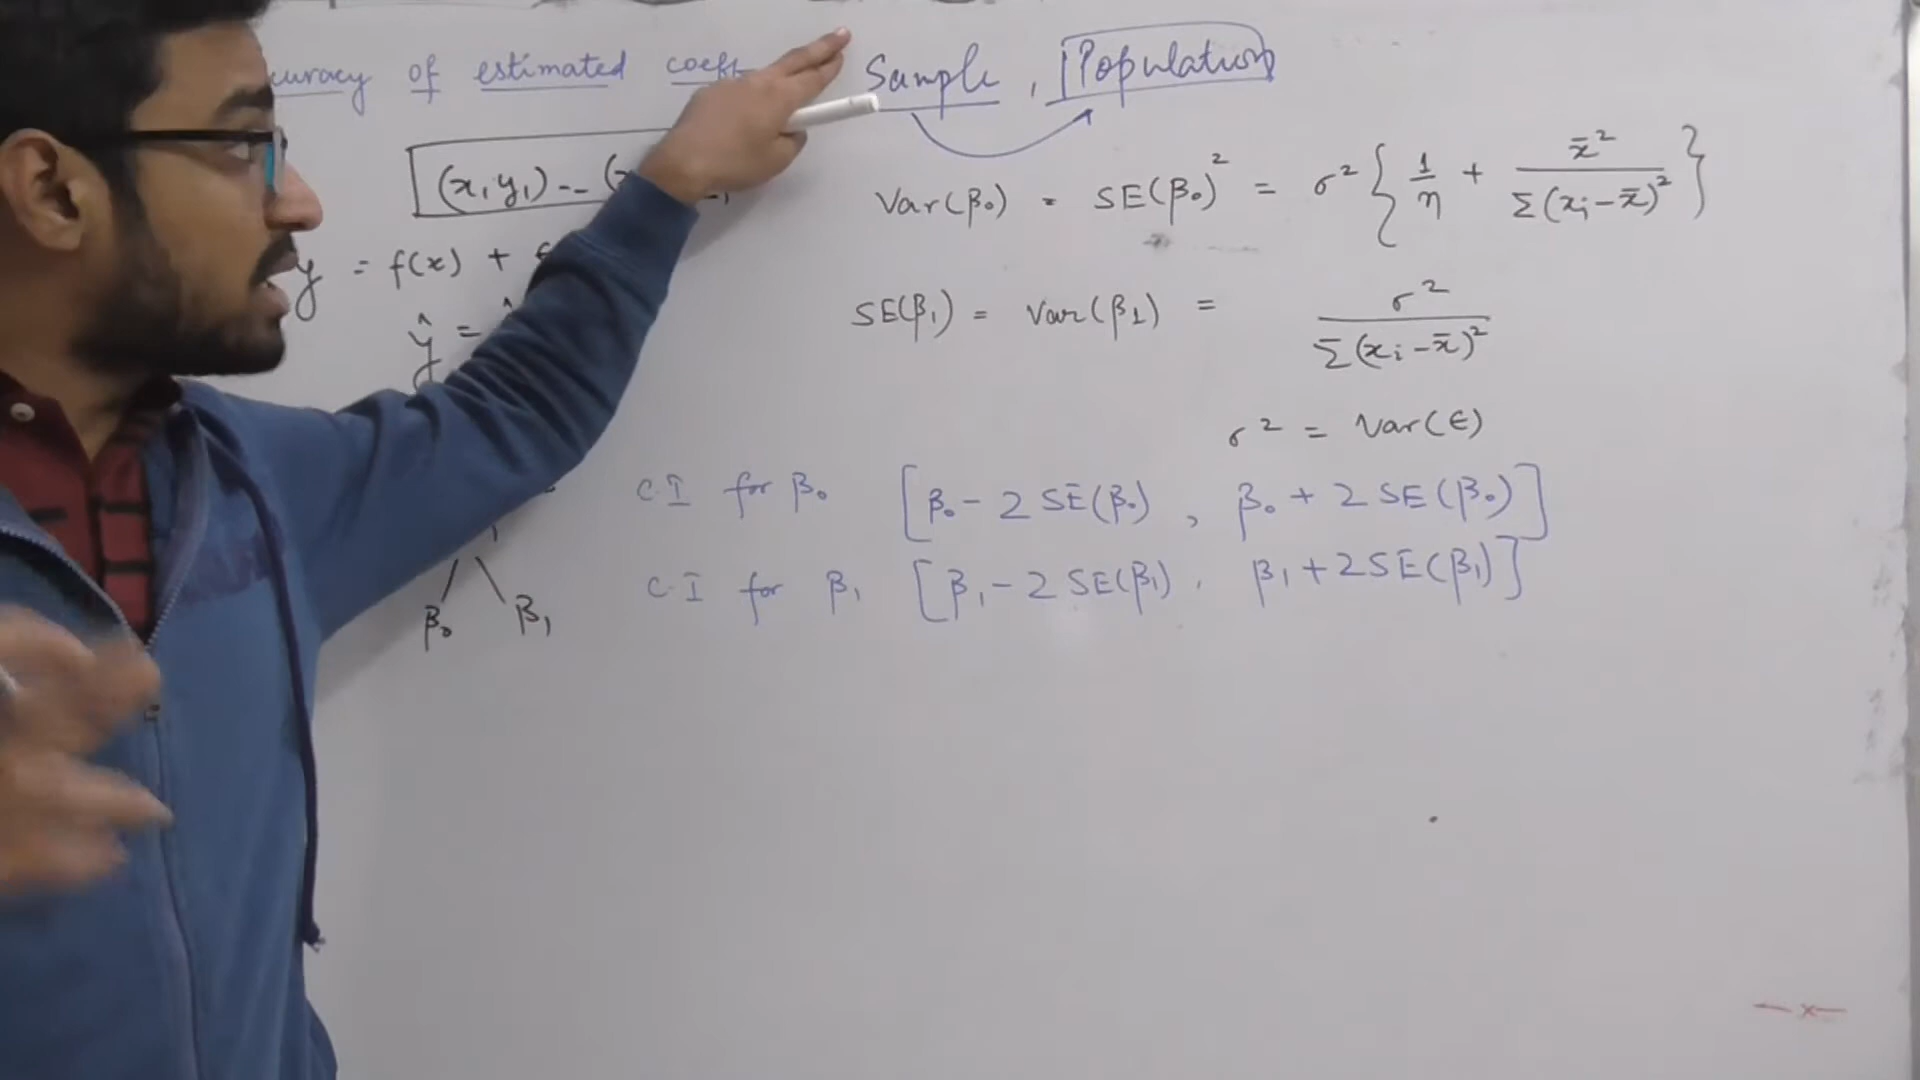 of estimated Sample, Population
(x₁ y₁) --
y = f(x) + ϵ
ŷ =
Var(β₀) = SE(β₀)² = σ² { 1/n + x̄²/Σ(xᵢ-x̄)² }
SE(β₁) = Var(β1) = σ²/Σ(xᵢ-x̄)²
σ² = Var(ϵ)
C.I for β₀ [β₀ - 2 SE(β₀) , β₀ + 2 SE(β₀)]
C.I for β₁ [β₁ - 2 SE(β₁) , β₁ + 2 SE(β₁)]
β₀ β₁